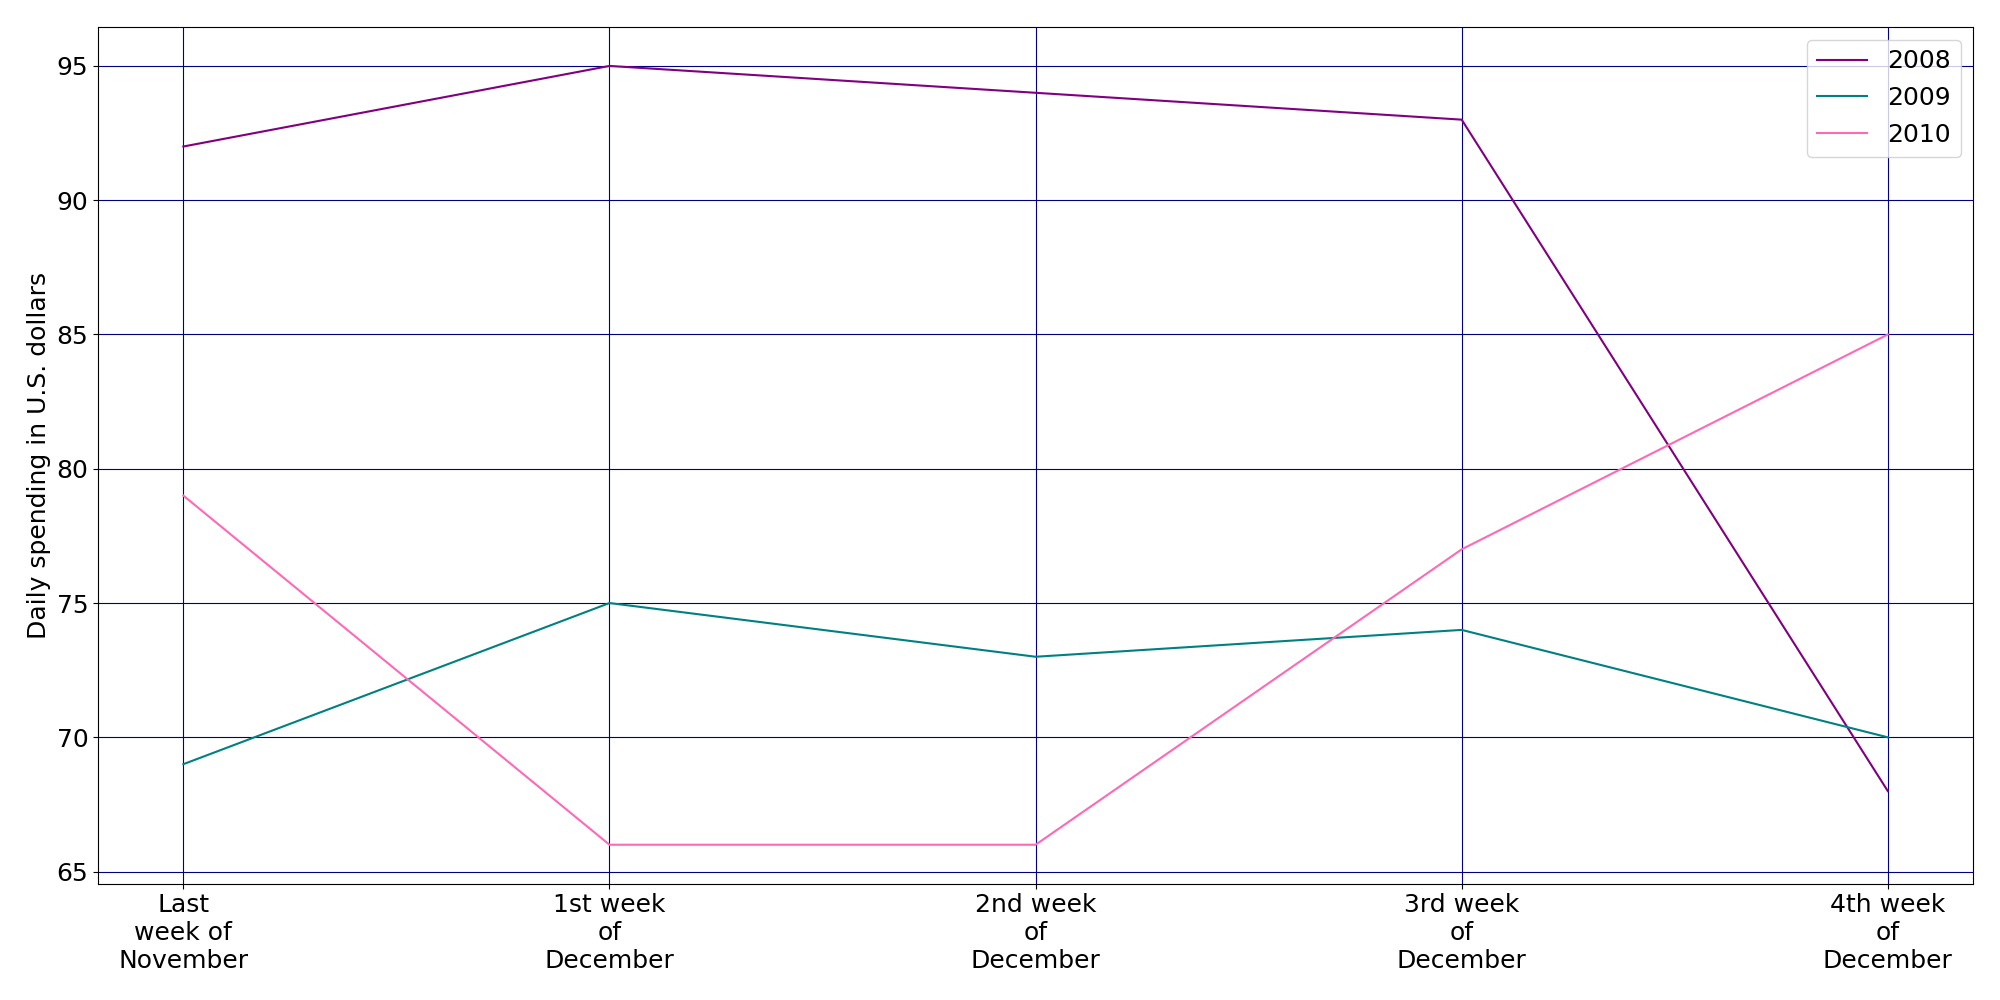 95
90
85
80
75
70
65
Daily spending in U.S. dollars
2008
2009
2010
Last
week of
November
1st week
of
December
2nd week
of
December
3rd week
of
December
4th week
of
December